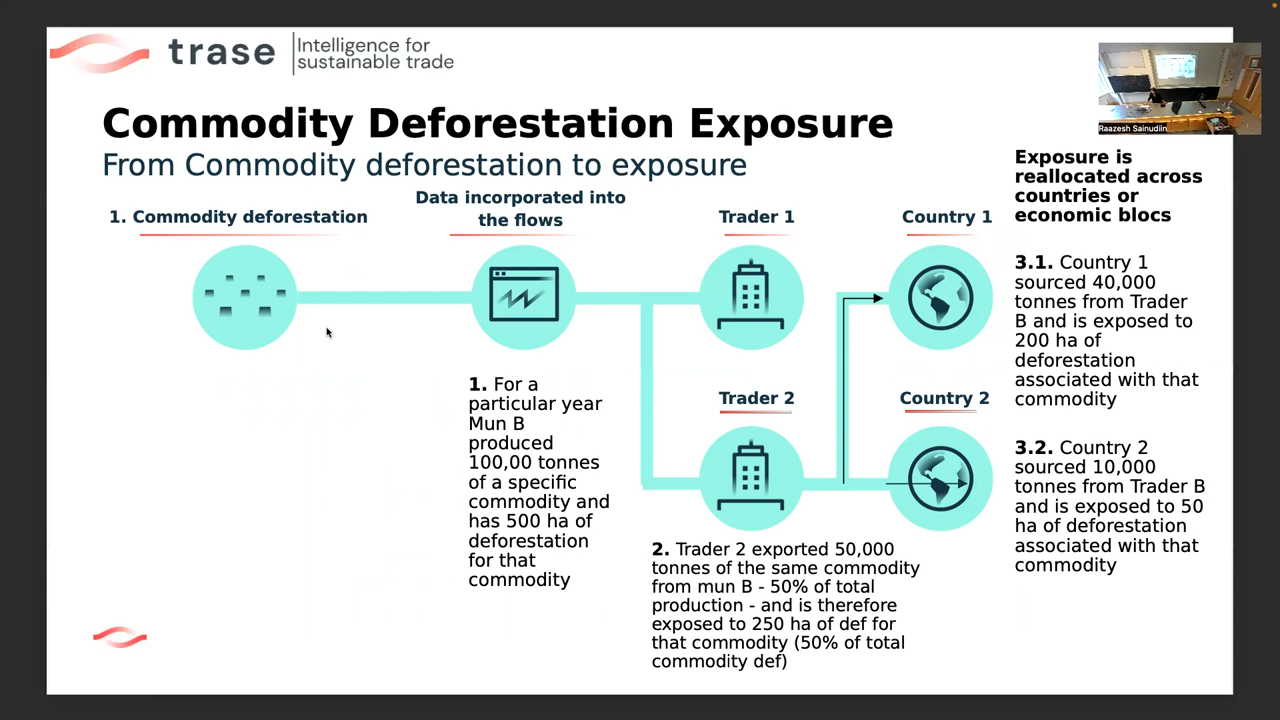 trase
Intelligence for
sustainable trade
Raazesh Sainudiin
Commodity Deforestation Exposure
From Commodity deforestation to exposure
1. Commodity deforestation
Data incorporated into
the flows
Trader 1
Country 1
1. For a
particular year
Mun B
produced
100,00 tonnes
of a specific
commodity and
has 500 ha of
deforestation
for that
commodity
Trader 2
Country 2
2. Trader 2 exported 50,000
tonnes of the same commodity
from mun B - 50% of total
production - and is therefore
exposed to 250 ha of def for
that commodity (50% of total
commodity def)
Exposure is
reallocated across
countries or
economic blocs
3.1. Country 1
sourced 40,000
tonnes from Trader
B and is exposed to
200 ha of
deforestation
associated with that
commodity
3.2. Country 2
sourced 10,000
tonnes from Trader B
and is exposed to 50
ha of deforestation
associated with that
commodity